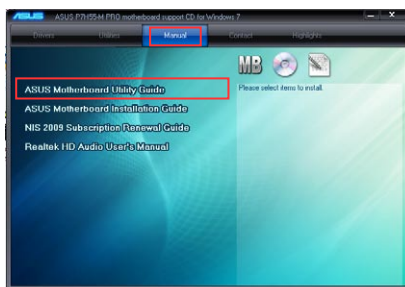 ASUS P7H55-M PRO motherboard support CD for Windows 7
Drivers Utilities Manual Contact Highlights
MB
Please select items to install.
ASUS Motherboard Utility Guide
ASUS Motherboard Installation Guide
NIS 2009 Subscription Renewal Guide
Realtek HD Audio User's Manual